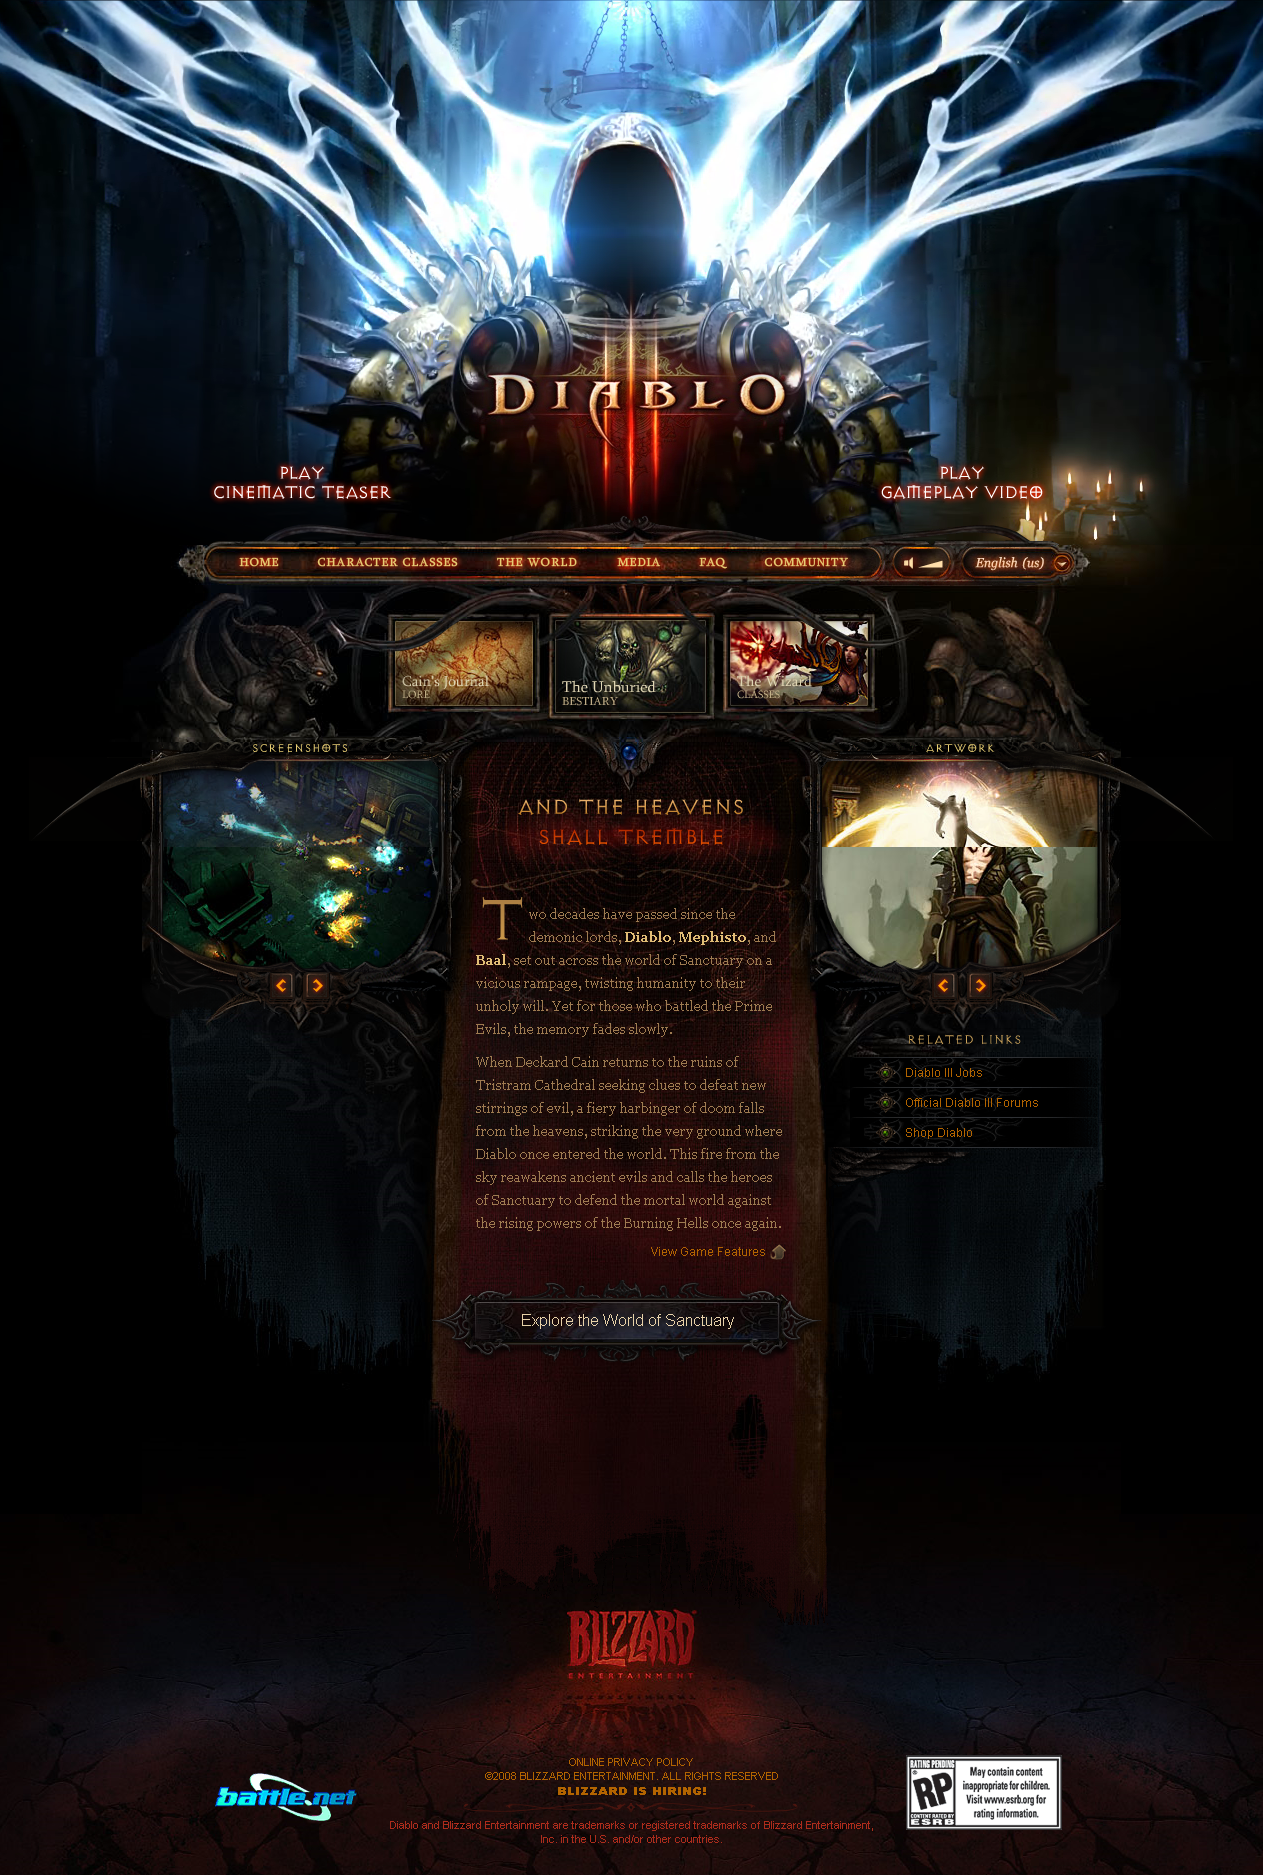 DIABLO
PLAY
CINEMATIC TEASER
PLAY
GAMEPLAY VIDEO
HOME
CHARACTER CLASSES
THE WORLD
MEDIA
FAQ
COMMUNITY
English (us)
Cain's Journal
LORE
The Unburied
BESTIARY
The Wizard
CLASSES
SCREENSHOTS
ARTWORK
AND THE HEAVENS
SHALL TREMBLE
Two decades have passed since the
demonic lords, Diablo, Mephisto, and
Baal, set out across the world of Sanctuary on a
vicious rampage, twisting humanity to their
unholy will. Yet for those who battled the Prime
Evils, the memory fades slowly.
When Deckard Cain returns to the ruins of
Tristram Cathedral seeking clues to defeat new
stirrings of evil, a fiery harbinger of doom falls
from the heavens, striking the very ground where
Diablo once entered the world. This fire from the
sky reawakens ancient evils and calls the heroes
of Sanctuary to defend the mortal world against
the rising powers of the Burning Hells once again.
View Game Features
Explore the World of Sanctuary
RELATED LINKS
Diablo III Jobs
Official Diablo III Forums
Shop Diablo
BLIZZARD
ENTERTAINMENT
battle.net
ONLINE PRIVACY POLICY
©2008 BLIZZARD ENTERTAINMENT. ALL RIGHTS RESERVED
BLIZZARD IS HIRING!
Diablo and Blizzard Entertainment are trademarks or registered trademarks of Blizzard Entertainment,
Inc. in the U.S. and/or other countries.
RATING PENDING
RP
CONTENT RATED BY
ESRB
May contain content
inappropriate for children.
Visit www.esrb.org for
rating information.